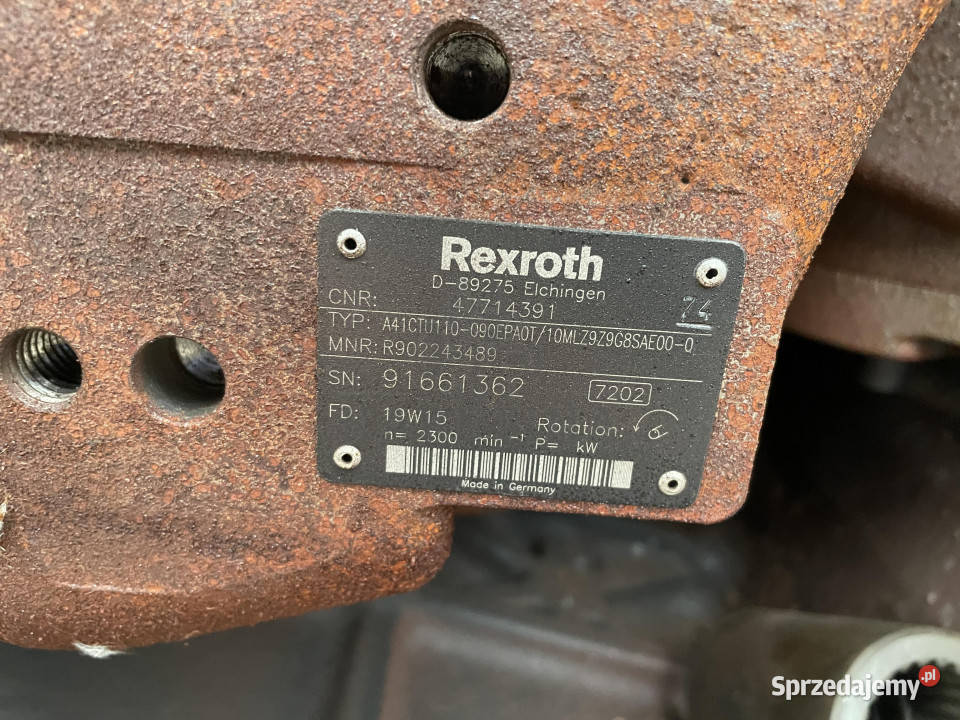 Rexroth
D-89275 Elchingen
CNR: 47714391 74
TYP: A41CTU110-090EPA0T/10MLZ9Z9G8SAE00-0
MNR: R902243489
SN: 91661362 7202
FD: 19W15 Rotation:
n= 2300 min⁻¹ P= kW
Made in Germany
Sprzedajemy.pl